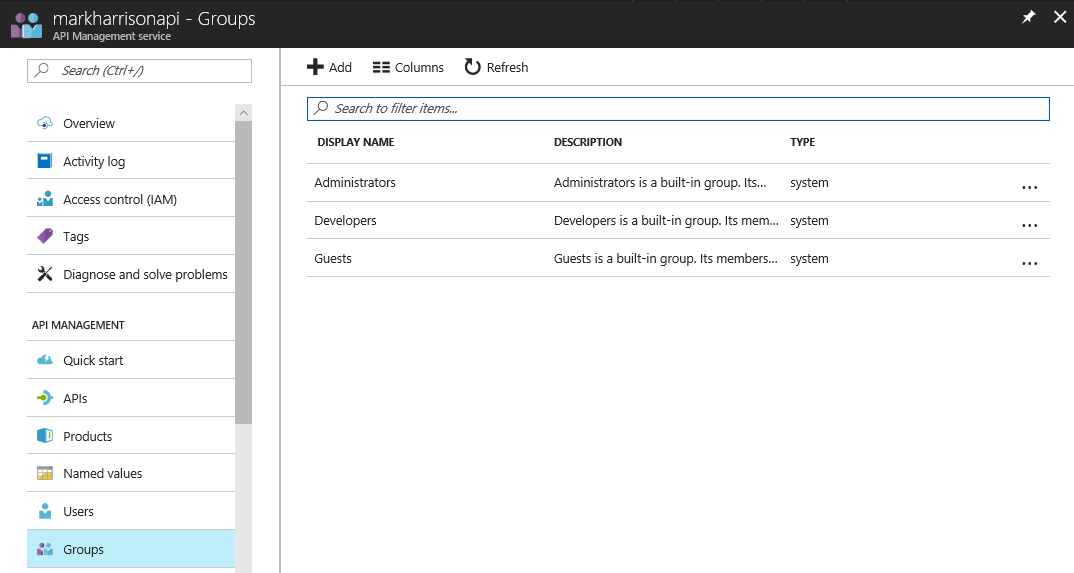 markharrisonapi - Groups
API Management service
Search (Ctrl+/)
Overview
Activity log
Access control (IAM)
Tags
Diagnose and solve problems
API MANAGEMENT
Quick start
APIs
Products
Named values
Users
Groups
Add Columns Refresh
Search to filter items...
DISPLAY NAME DESCRIPTION TYPE
Administrators Administrators is a built-in group. Its... system ...
Developers Developers is a built-in group. Its mem... system ...
Guests Guests is a built-in group. Its members... system ...